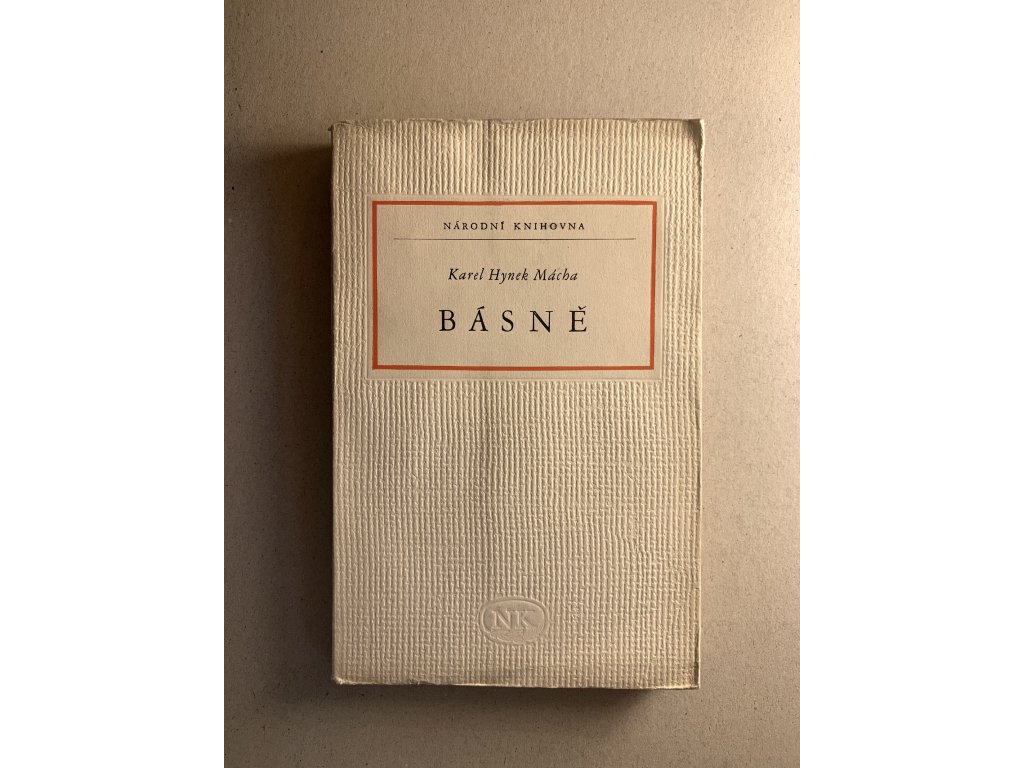 NÁRODNÍ KNIHOVNA
Karel Hynek Mácha
BÁSNĚ
NK